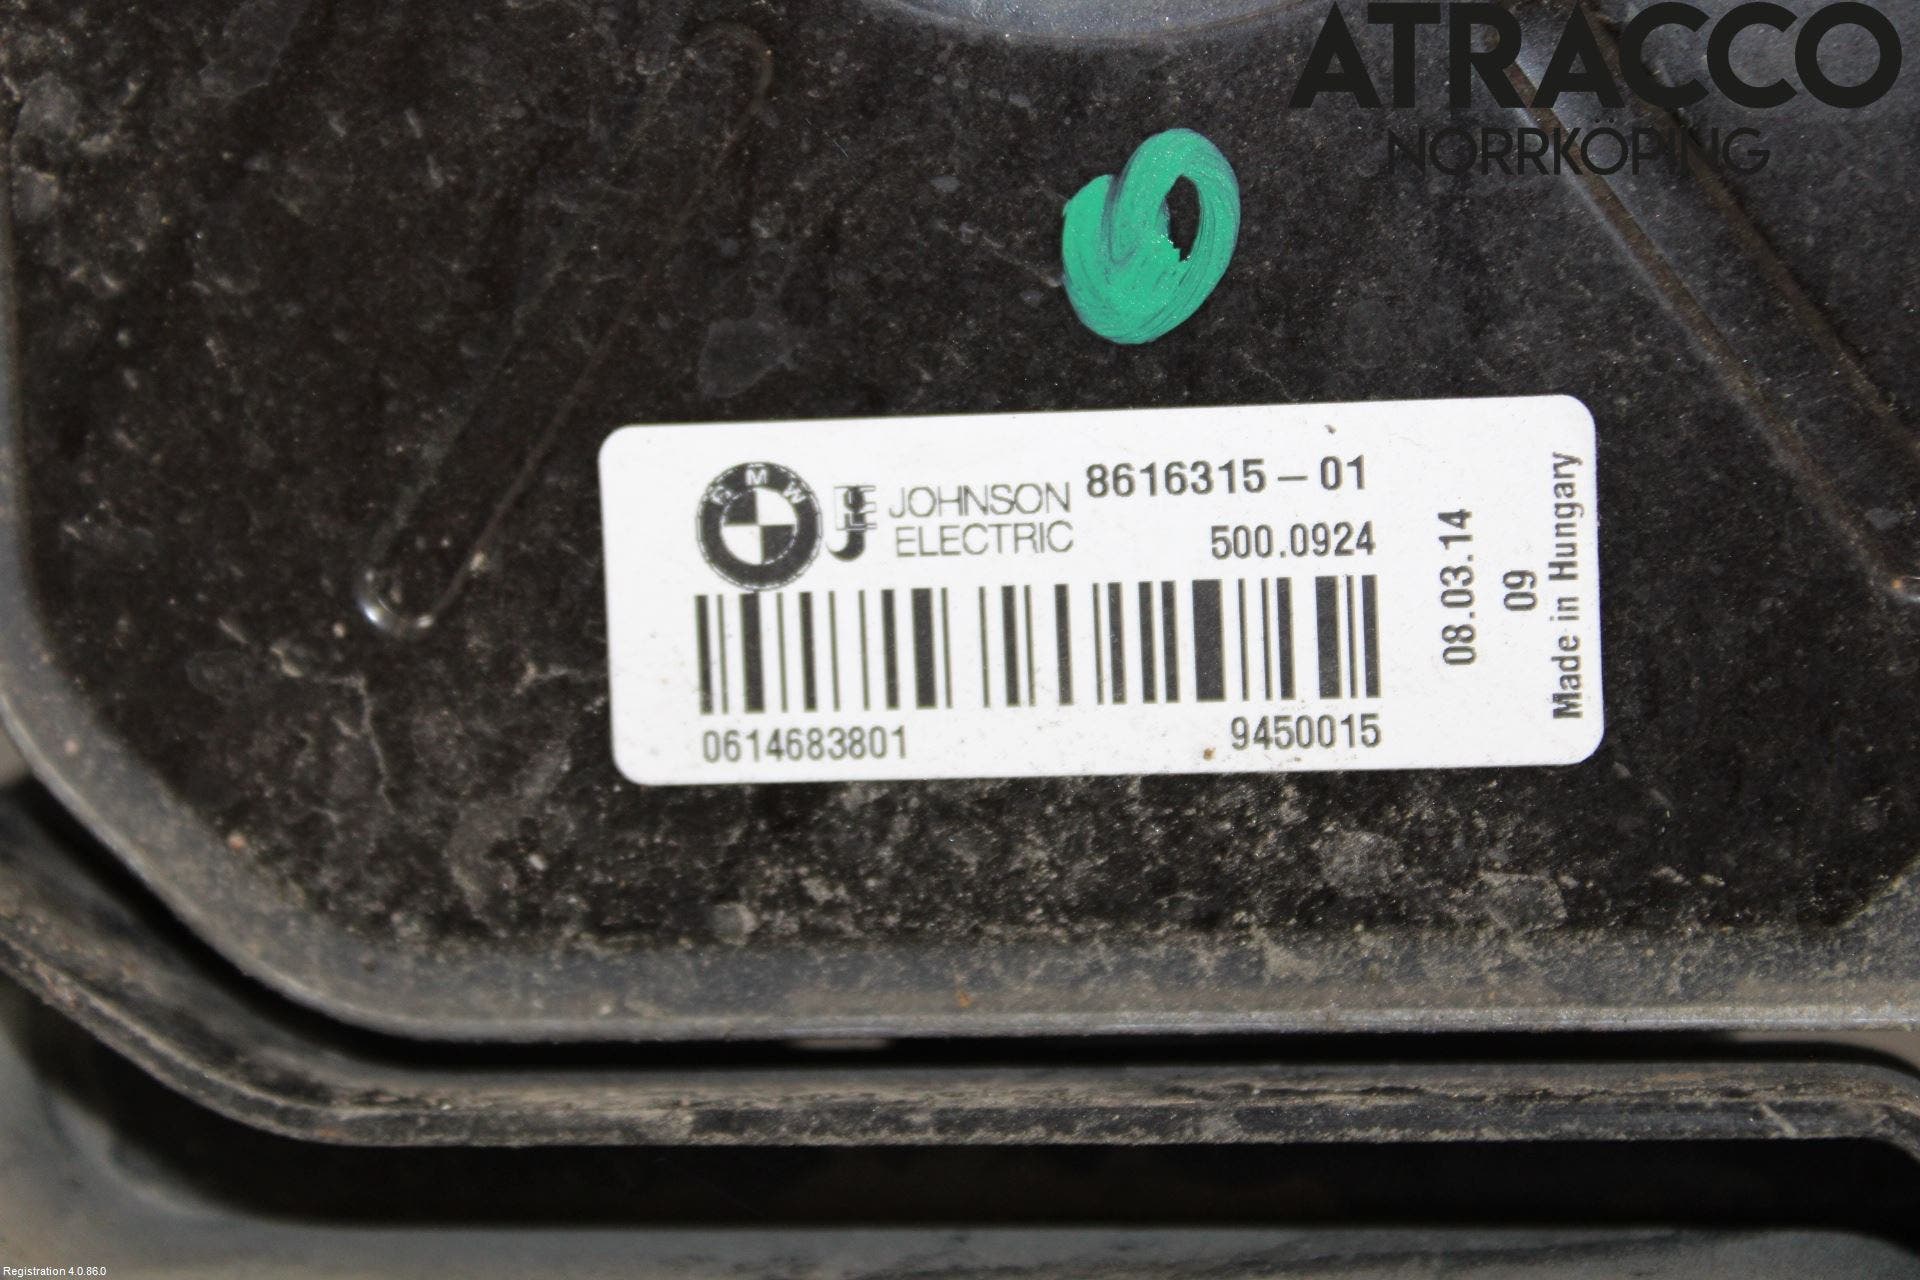 ATRACCO
NORRKÖPING
BMW
JE
JOHNSON
ELECTRIC
8616315-01
500.0924
0614683801
9450015
08.03.14
09
Made in Hungary
Registration 4.0.86.0